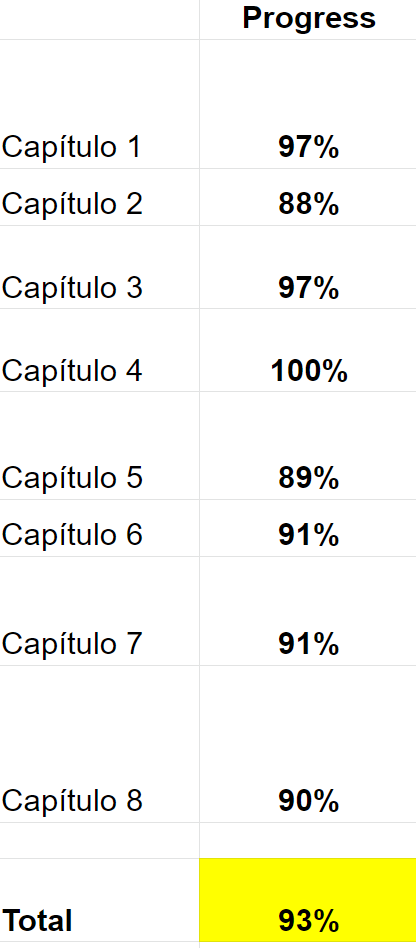 Progress
Capítulo 1 97%
Capítulo 2 88%
Capítulo 3 97%
Capítulo 4 100%
Capítulo 5 89%
Capítulo 6 91%
Capítulo 7 91%
Capítulo 8 90%
Total 93%